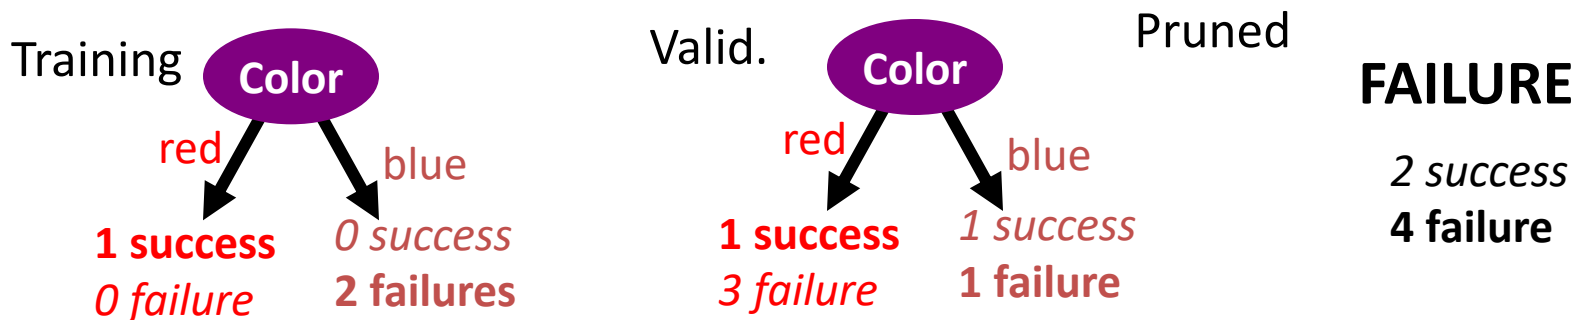 Training
Color
red
blue
1 success
0 failure
0 success
2 failures
Valid.
Color
red
blue
1 success
3 failure
1 success
1 failure
Pruned
FAILURE
2 success
4 failure